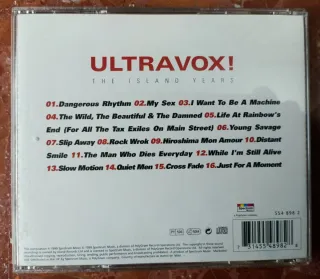 ULTRAVOX!
THE ISLAND YEARS
01.Dangerous Rhythm 02.My Sex 03.I Want To Be A Machine
04.The Wild, The Beautiful & The Damned 05.Life At Rainbow's
End (For All The Tax Exiles On Main Street) 06.Young Savage
07.Slip Away 08.Rock Wrok 09.Hiroshima Mon Amour 10.Distant
Smile 11.The Man Who Dies Everyday 12.While I'm Still Alive
13.Slow Motion 14.Quiet Men 15.Cross Fade 16.Just For A Moment
554 898 2